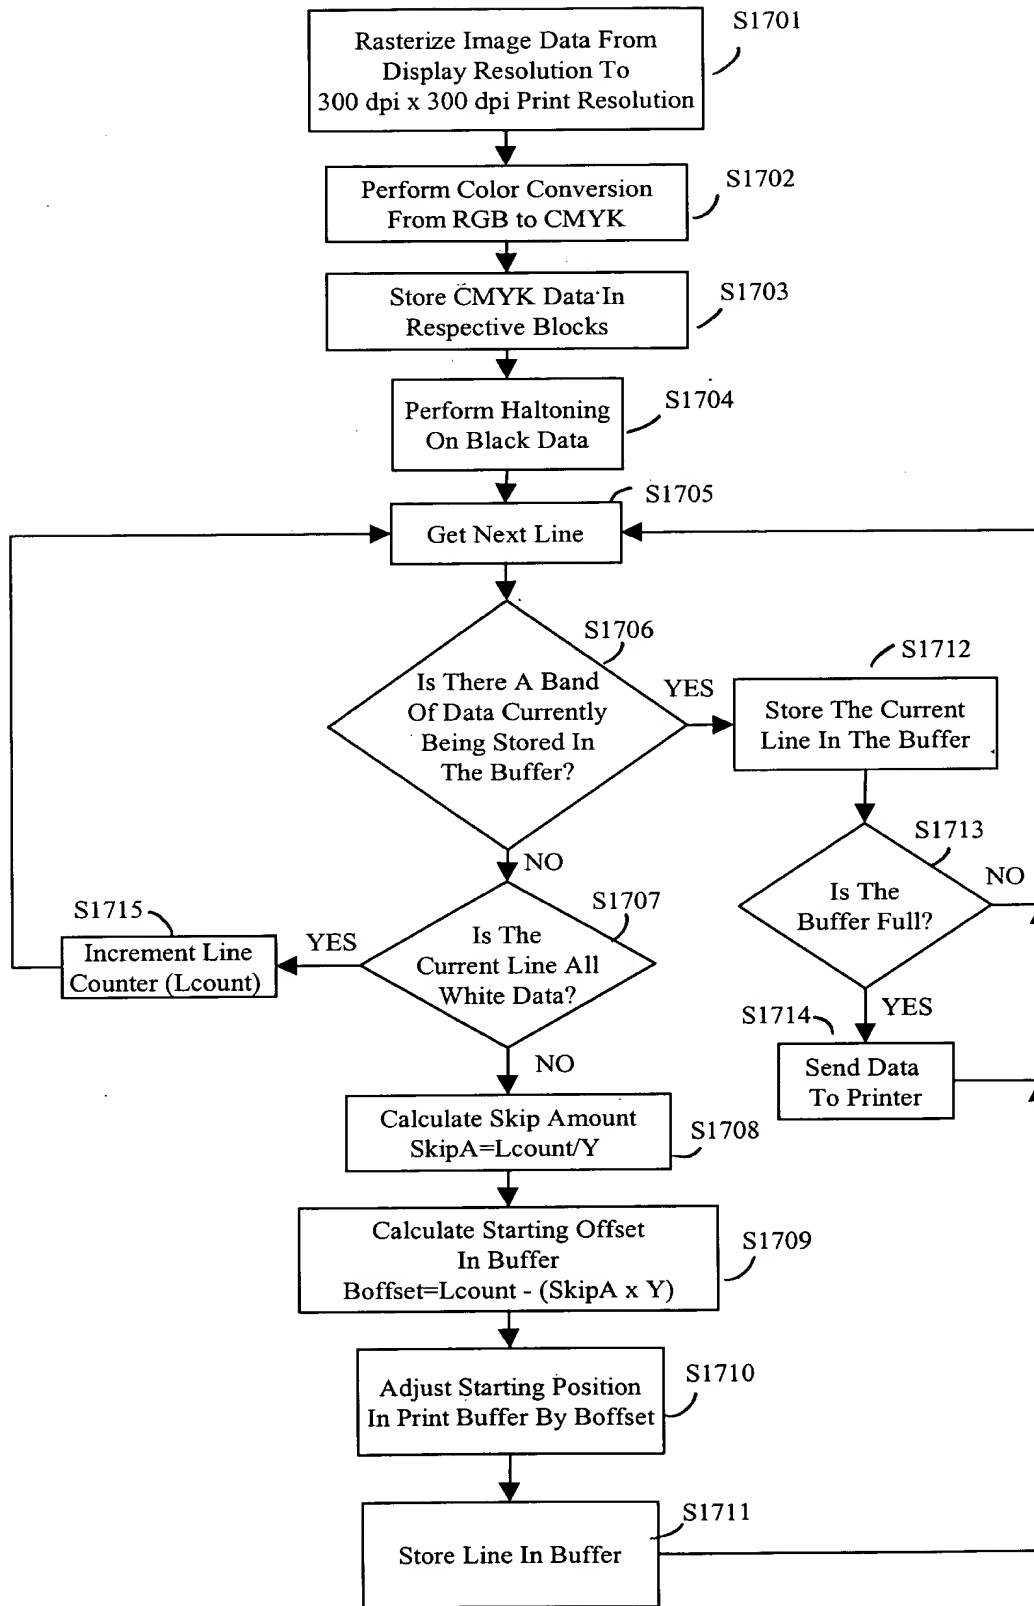 S1701
Rasterize Image Data From
Display Resolution To
300 dpi x 300 dpi Print Resolution
S1702
Perform Color Conversion
From RGB to CMYK
S1703
Store CMYK Data In
Respective Blocks
S1704
Perform Haltoning
On Black Data
S1705
Get Next Line
S1706
Is There A Band
Of Data Currently
Being Stored In
The Buffer?
YES
S1712
Store The Current
Line In The Buffer
S1713
Is The
Buffer Full?
NO
YES
S1714
Send Data
To Printer
NO
S1707
Is The
Current Line All
White Data?
YES
S1715
Increment Line
Counter (Lcount)
NO
Calculate Skip Amount
SkipA=Lcount/Y
S1708
Calculate Starting Offset
In Buffer
Boffset=Lcount - (SkipA x Y)
S1709
Adjust Starting Position
In Print Buffer By Boffset
S1710
S1711
Store Line In Buffer